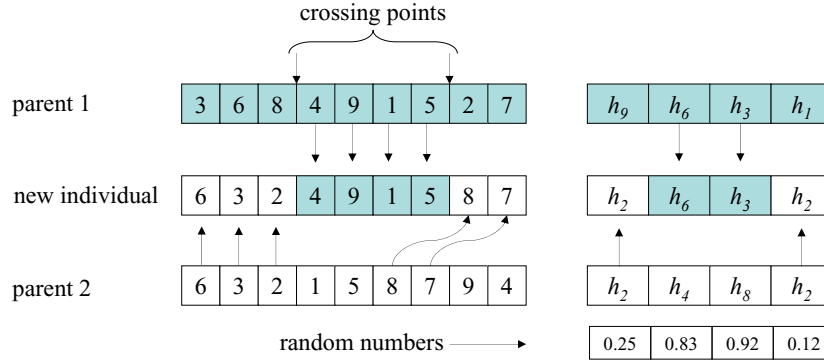 crossing points
parent 1 3 6 8 4 9 1 5 2 7 h₉ h₆ h₃ h₁
new individual 6 3 2 4 9 1 5 8 7 h₂ h₆ h₃ h₂
parent 2 6 3 2 1 5 8 7 9 4 h₂ h₄ h₈ h₂
random numbers 0.25 0.83 0.92 0.12